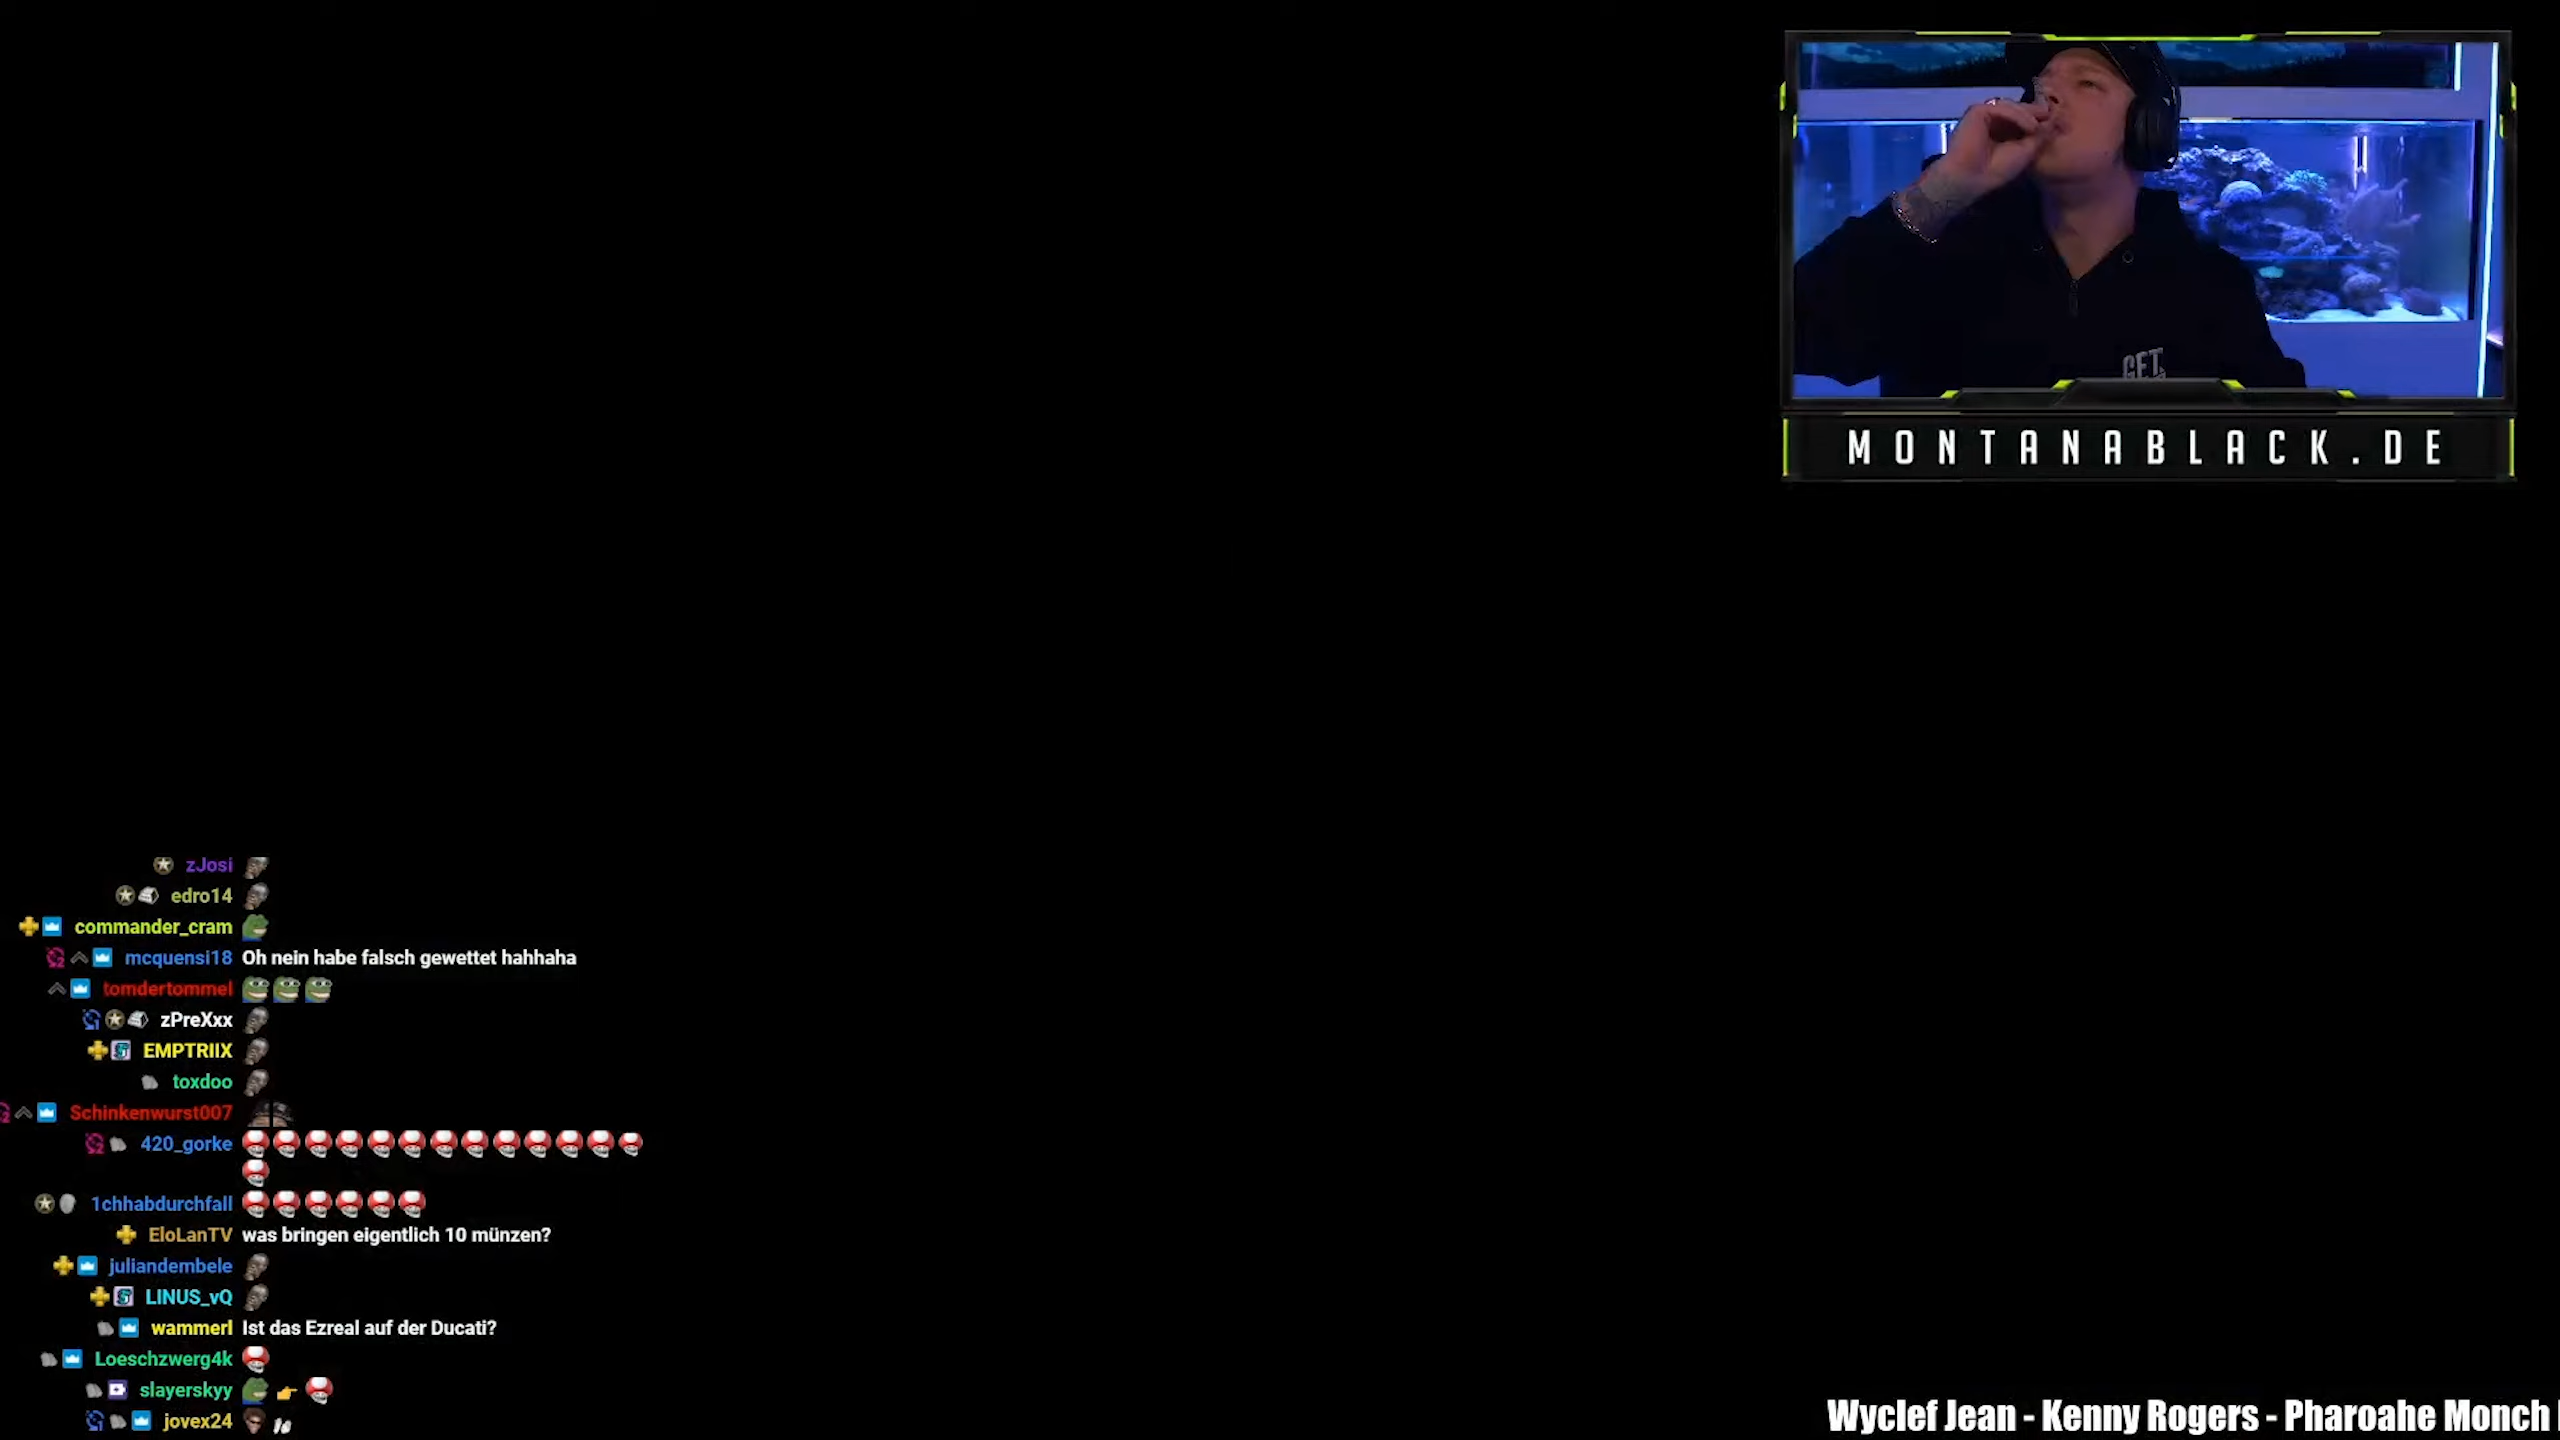 GET
MONTANABLACK.DE
zJosi
edro14
commander_cram
mcquensi18 Oh nein habe falsch gewettet hahhaha
tomdertommel
zPreXxx
EMPTRIIX
toxdoo
Schinkenwurst007
420_gorke
1chhabdurchfall
EloLanTV was bringen eigentlich 10 münzen?
juliandembele
LINUS_vQ
wammerl Ist das Ezreal auf der Ducati?
Loeschzwerg4k
slayerskyy
jovex24
Wyclef Jean - Kenny Rogers - Pharoahe Monch